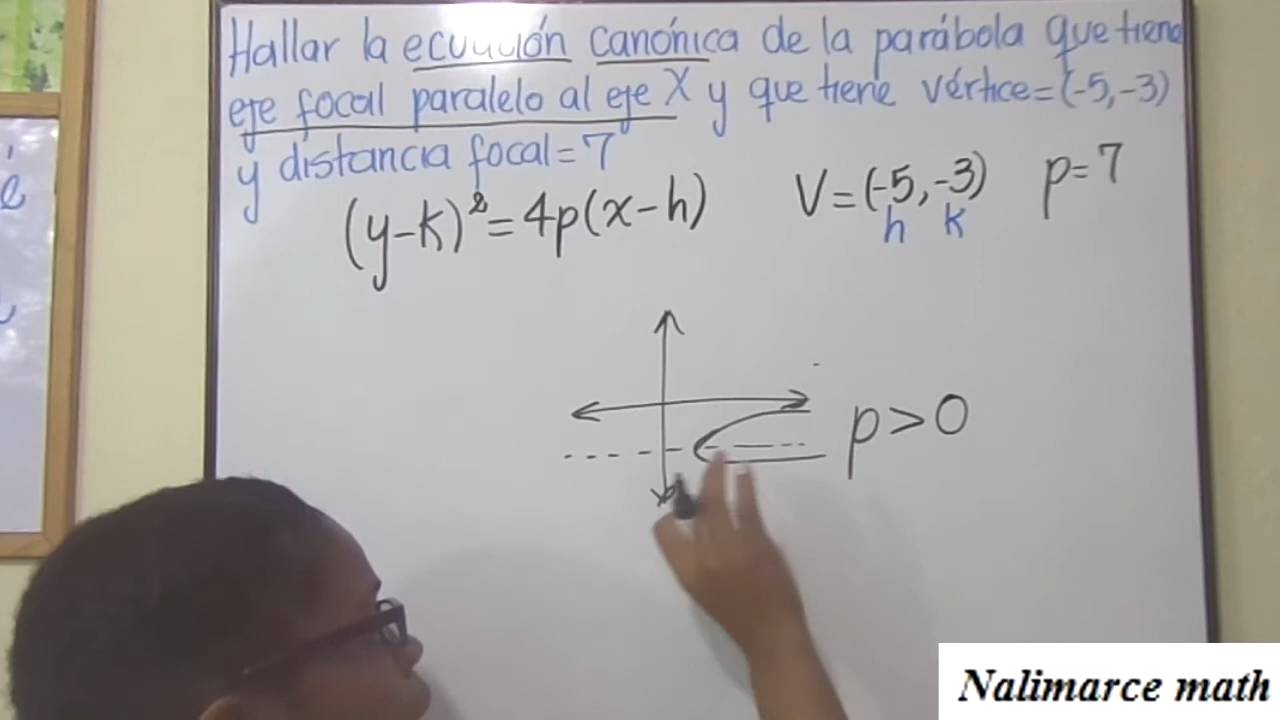 Hallar la ecuación canónica de la parábola que tiene
eje focal paralelo al eje X y que tiene vértice=(-5,-3)
y distancia focal=7
(y-k)²=4p(x-h)
V=(-5,-3)
h k
p=7
p>0
Nalimarce math